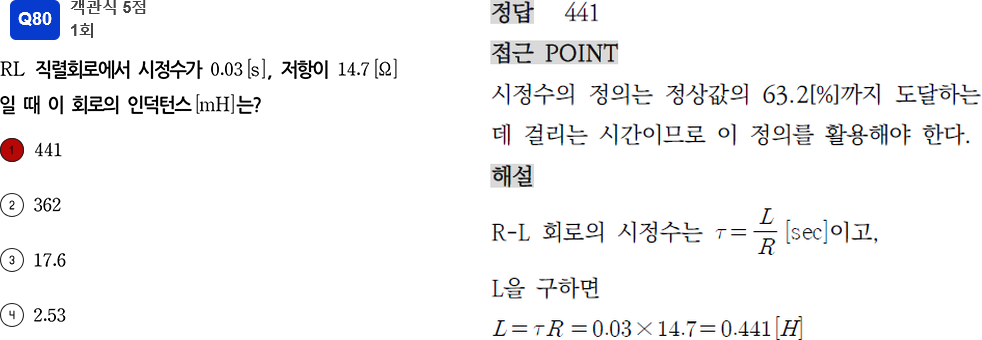 Q80
객관식 5점
1회
RL 직렬회로에서 시정수가 0.03[s], 저항이 14.7[Ω]
일 때 이 회로의 인덕턴스[mH]는?
1 441
2 362
3 17.6
4 2.53
정답 441
접근 POINT
시정수의 정의는 정상값의 63.2[%]까지 도달하는
데 걸리는 시간이므로 이 정의를 활용해야 한다.
해설
R-L 회로의 시정수는 τ = L/R [sec]이고,
L을 구하면
L = τR = 0.03 × 14.7 = 0.441[H]